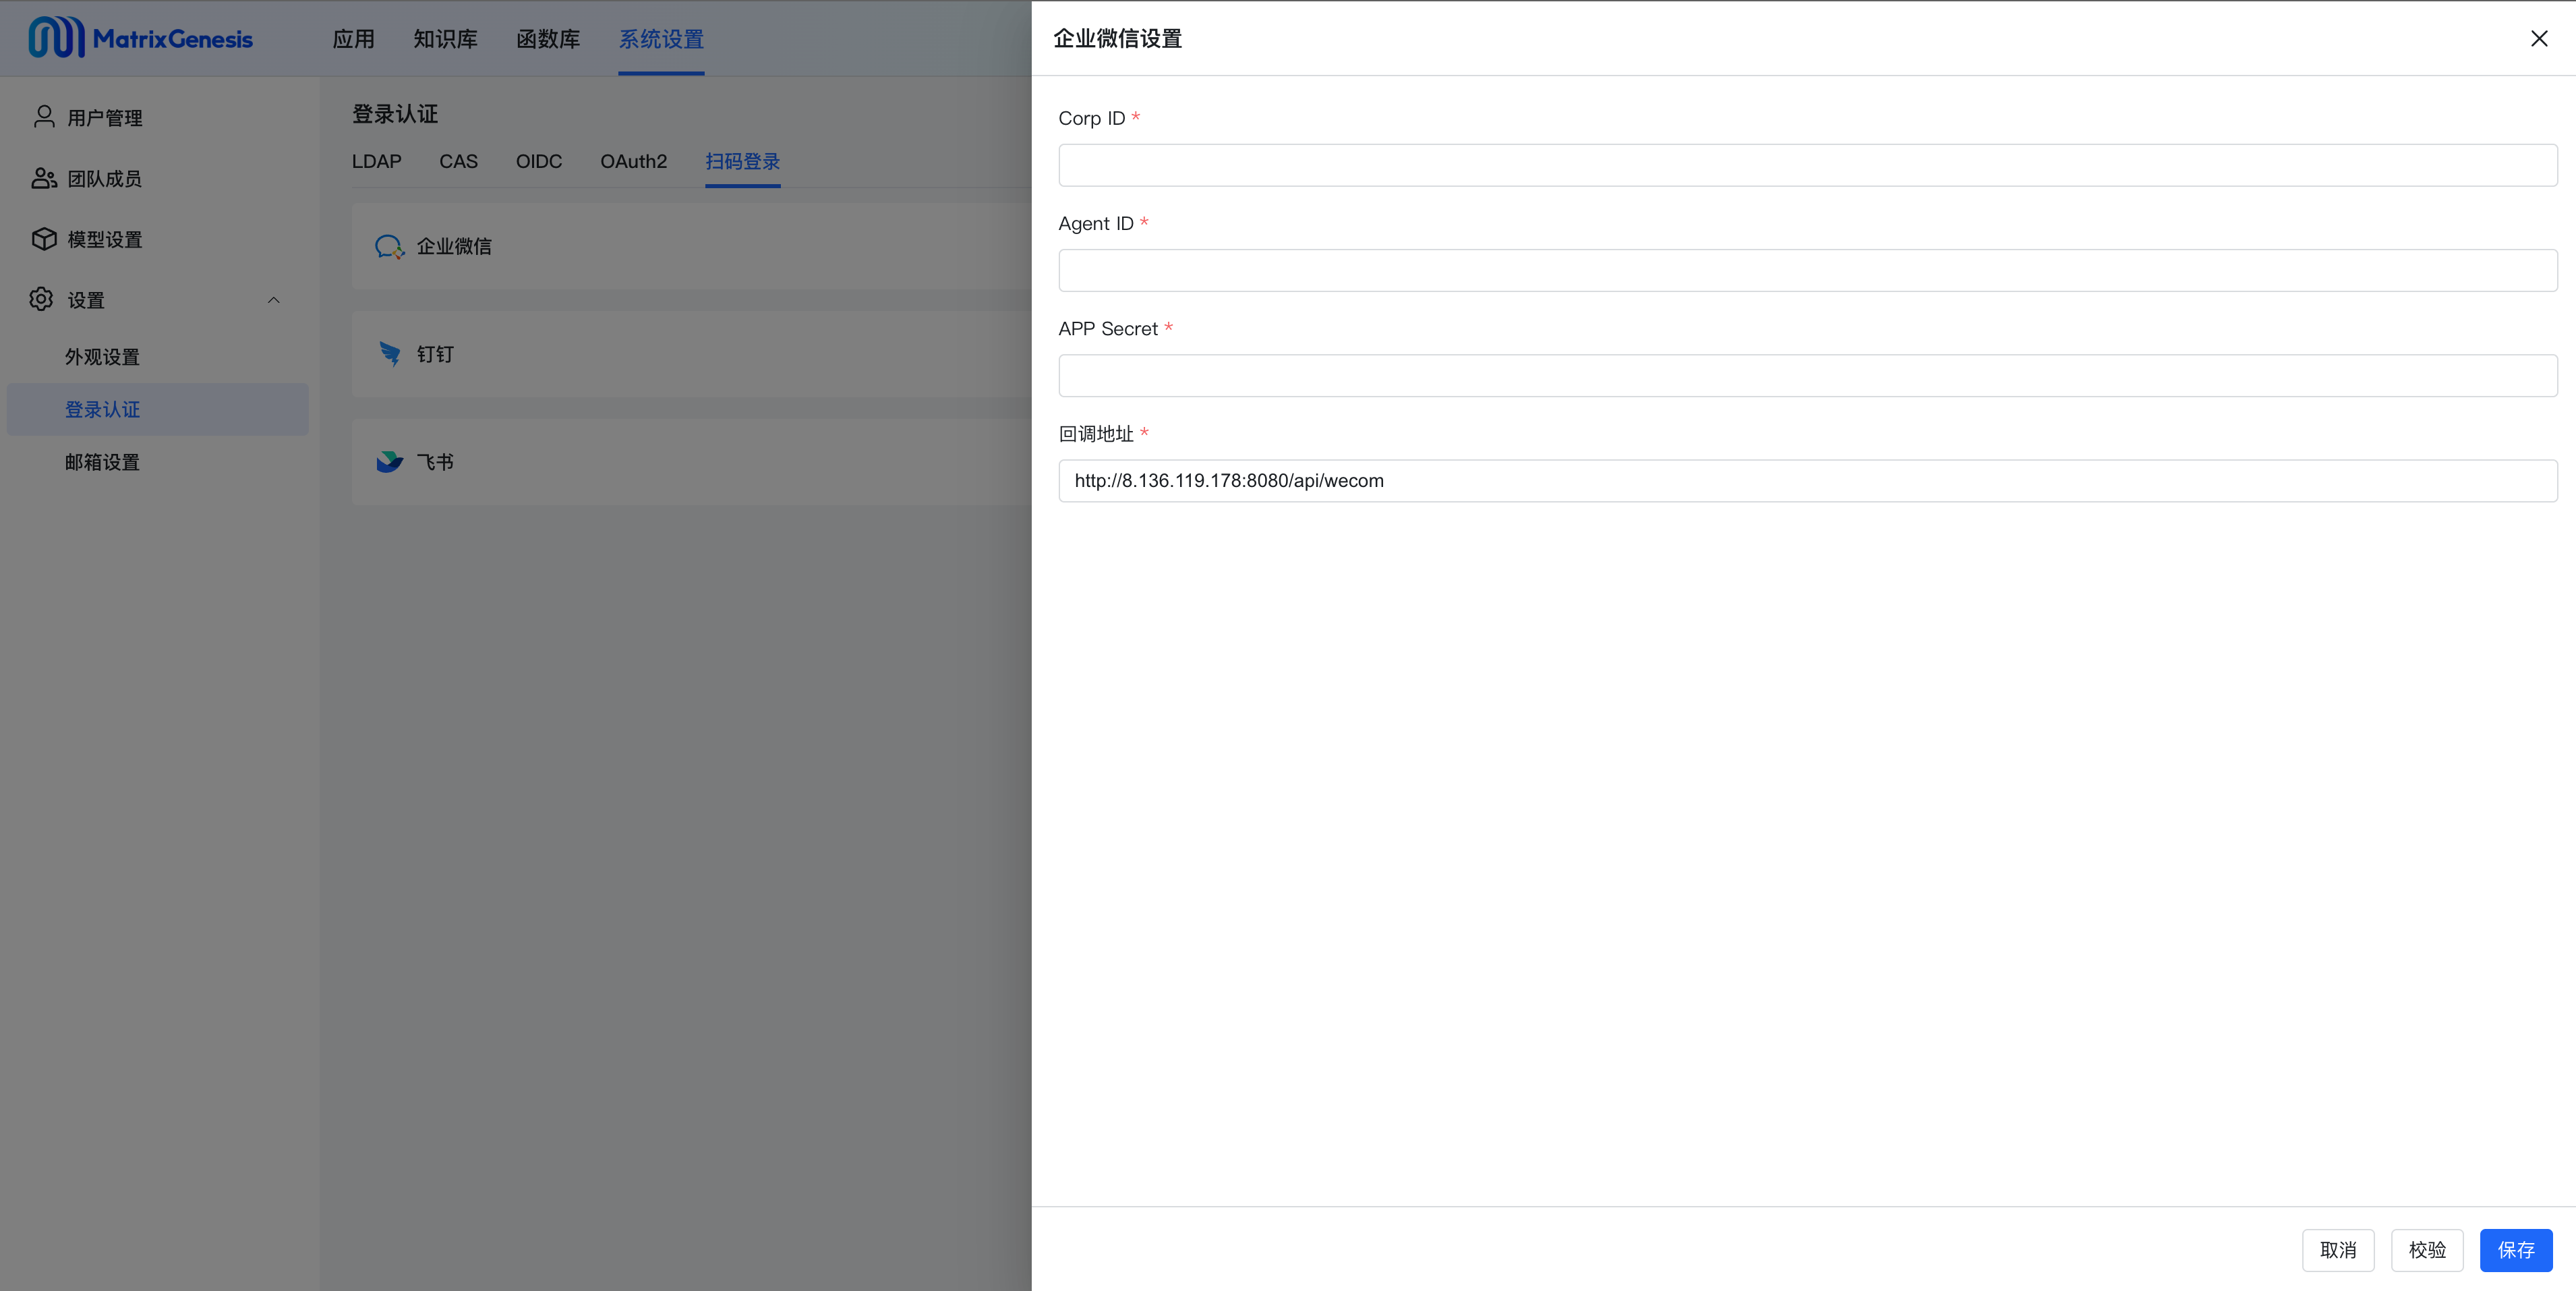 MatrixGenesis
应用 知识库 函数库 系统设置
用户管理
团队成员
模型设置
设置
外观设置
登录认证
邮箱设置
登录认证
LDAP CAS OIDC OAuth2 扫码登录
企业微信
钉钉
飞书
企业微信设置
Corp ID *
Agent ID *
APP Secret *
回调地址 *
http://8.136.119.178:8080/api/wecom
取消 校验 保存